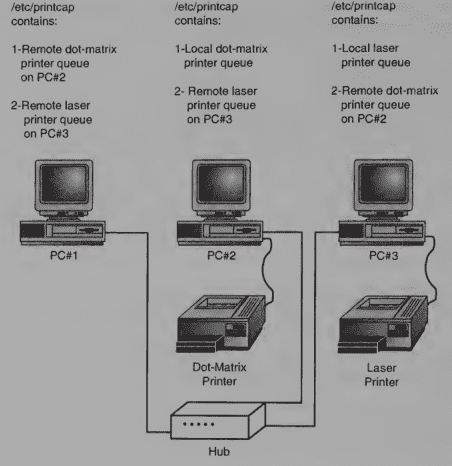 /etc/printcap
contains:
1-Remote dot-matrix
printer queue
on PC#2
2-Remote laser
printer queue
on PC#3
/etc/printcap
contains:
1-Local dot-matrix
printer queue
2- Remote laser
printer queue
on PC#3
/etc/printcap
contains:
1-Local laser
printer queue
2-Remote dot-matrix
printer queue
on PC#2
PC#1
PC#2
PC#3
Dot-Matrix
Printer
Laser
Printer
Hub